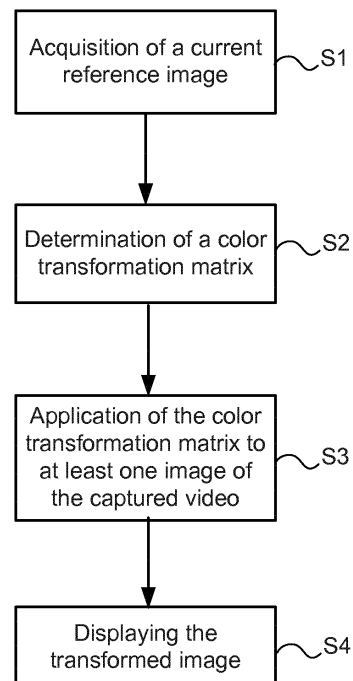 Acquisition of a current
reference image
S1
Determination of a color
transformation matrix
S2
Application of the color
transformation matrix to
at least one image of
the captured video
S3
Displaying the
transformed image
S4